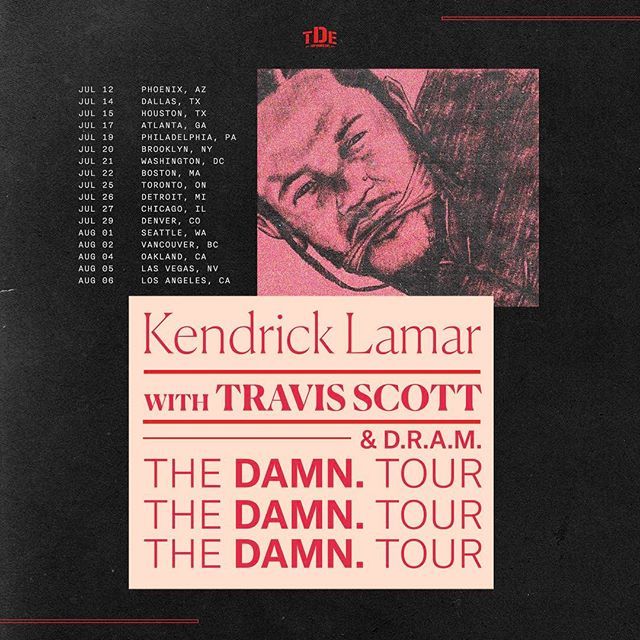 TDE
JUL 12 PHOENIX, AZ
JUL 14 DALLAS, TX
JUL 15 HOUSTON, TX
JUL 17 ATLANTA, GA
JUL 19 PHILADELPHIA, PA
JUL 20 BROOKLYN, NY
JUL 21 WASHINGTON, DC
JUL 22 BOSTON, MA
JUL 25 TORONTO, ON
JUL 26 DETROIT, MI
JUL 27 CHICAGO, IL
JUL 29 DENVER, CO
AUG 01 SEATTLE, WA
AUG 02 VANCOUVER, BC
AUG 04 OAKLAND, CA
AUG 05 LAS VEGAS, NV
AUG 06 LOS ANGELES, CA
Kendrick Lamar
WITH TRAVIS SCOTT
& D.R.A.M.
THE DAMN. TOUR
THE DAMN. TOUR
THE DAMN. TOUR